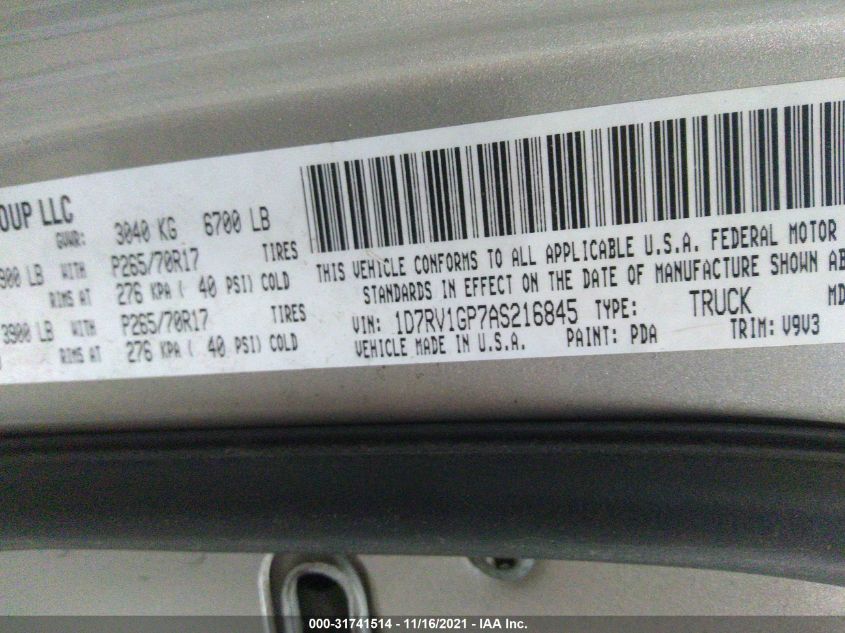 OUP LLC
GVWR: 3040 KG 6700 LB
900 LB WITH P265/70R17 TIRES
RIMS AT 276 KPA ( 40 PSI) COLD
3900 LB WITH P265/70R17 TIRES
RIMS AT 276 KPA ( 40 PSI) COLD
THIS VEHICLE CONFORMS TO ALL APPLICABLE U.S.A. FEDERAL MOTOR
STANDARDS IN EFFECT ON THE DATE OF MANUFACTURE SHOWN AB
VIN: 1D7RV1GP7AS216845 TYPE: TRUCK MD
VEHICLE MADE IN U.S.A. PAINT: PDA TRIM: V9V3
000-31741514 - 11/16/2021 - IAA Inc.